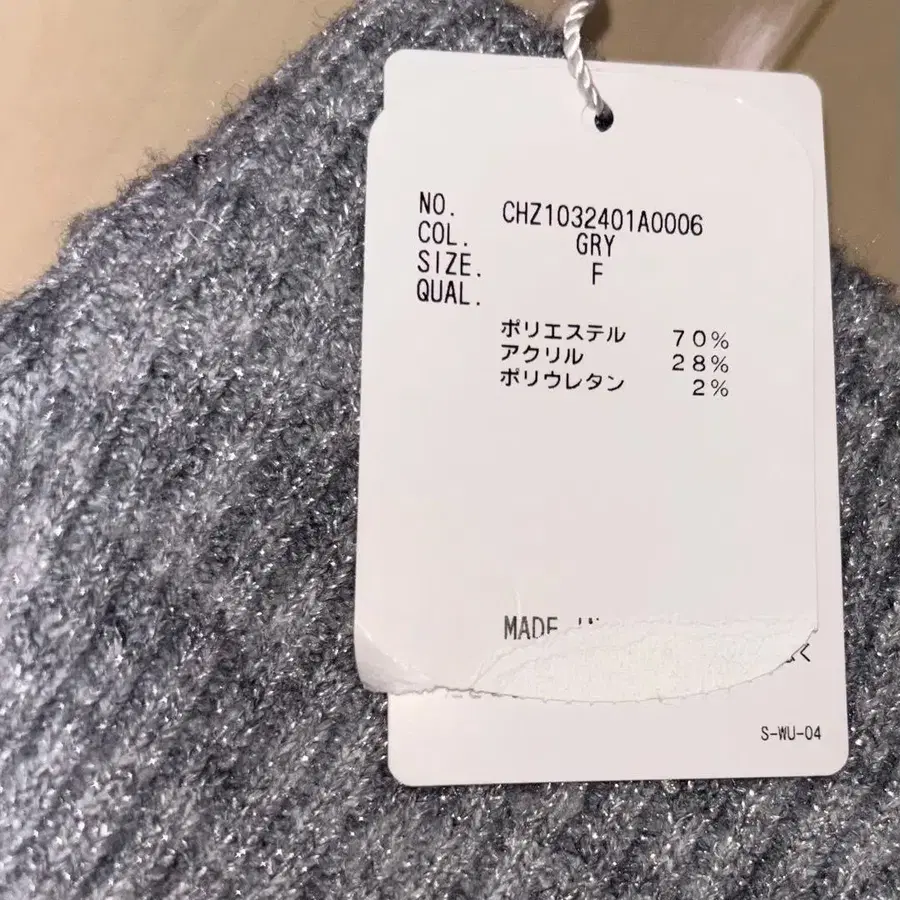 NO. CHZ1032401A0006
COL. GRY
SIZE. F
QUAL.
ポリエステル 70%
アクリル 28%
ポリウレタン 2%
MADE
S-WU-04